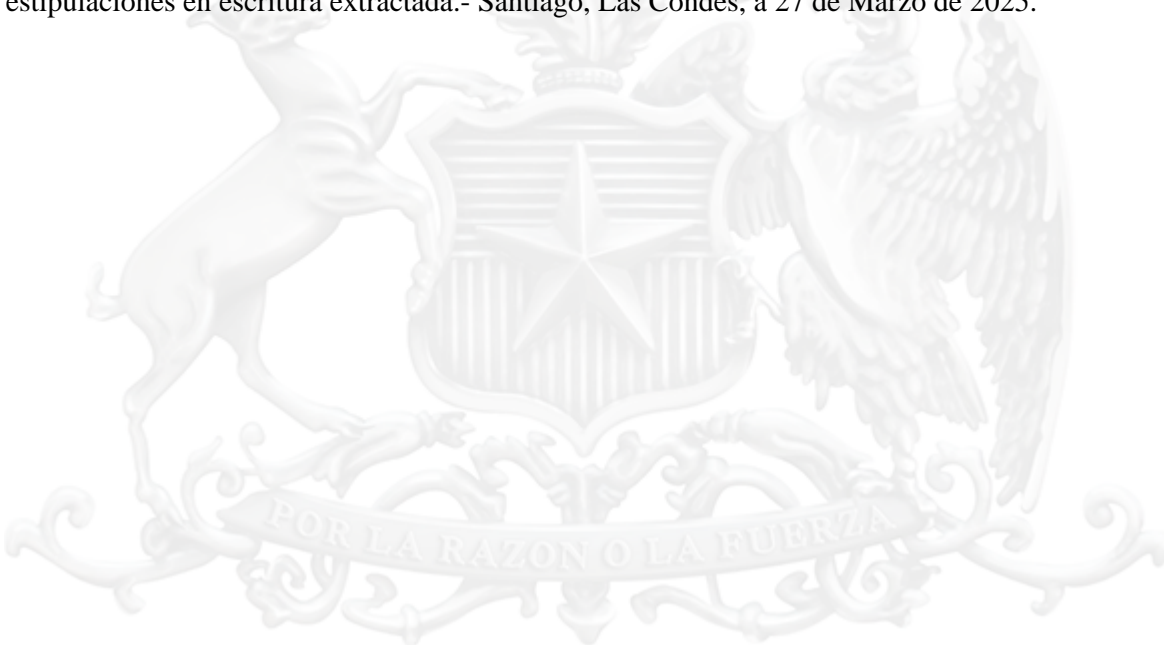 estipulaciones en escritura extractada.- Santiago, Las Condes, a 27 de Marzo de 2025.
POR LA RAZON O LA FUERZA